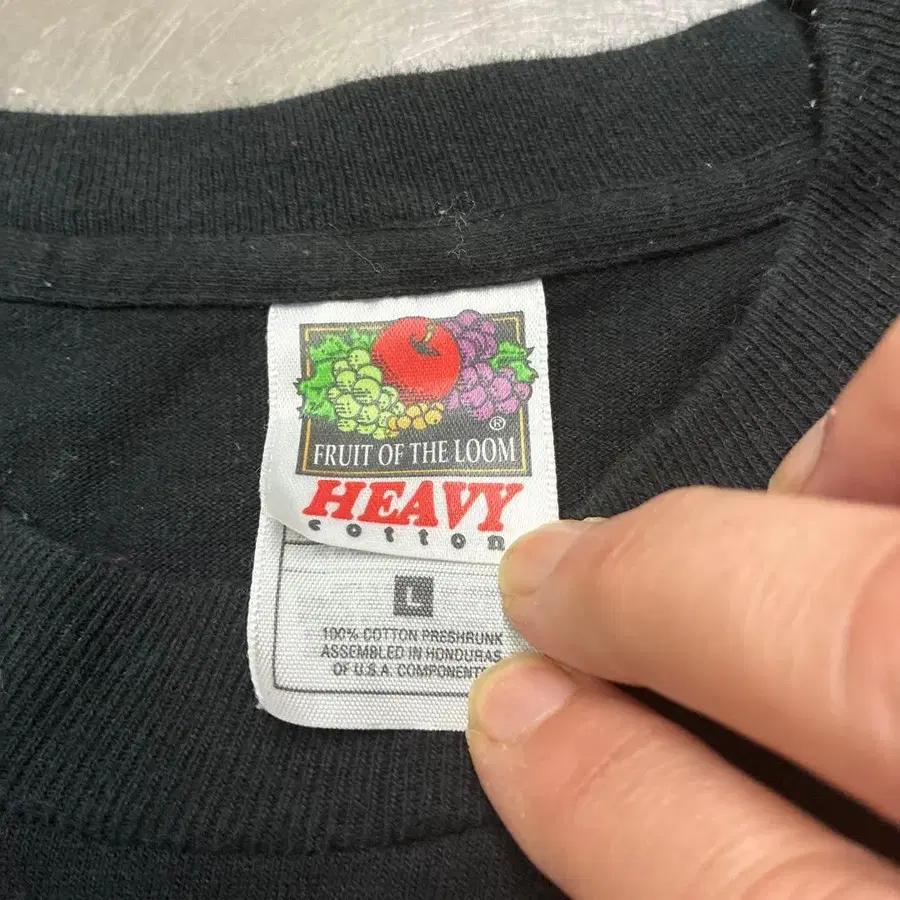 ®
FRUIT OF THE LOOM
HEAVY
cotton
L
100% COTTON PRESHRUNK
ASSEMBLED IN HONDURAS
OF U.S.A. COMPONENTS